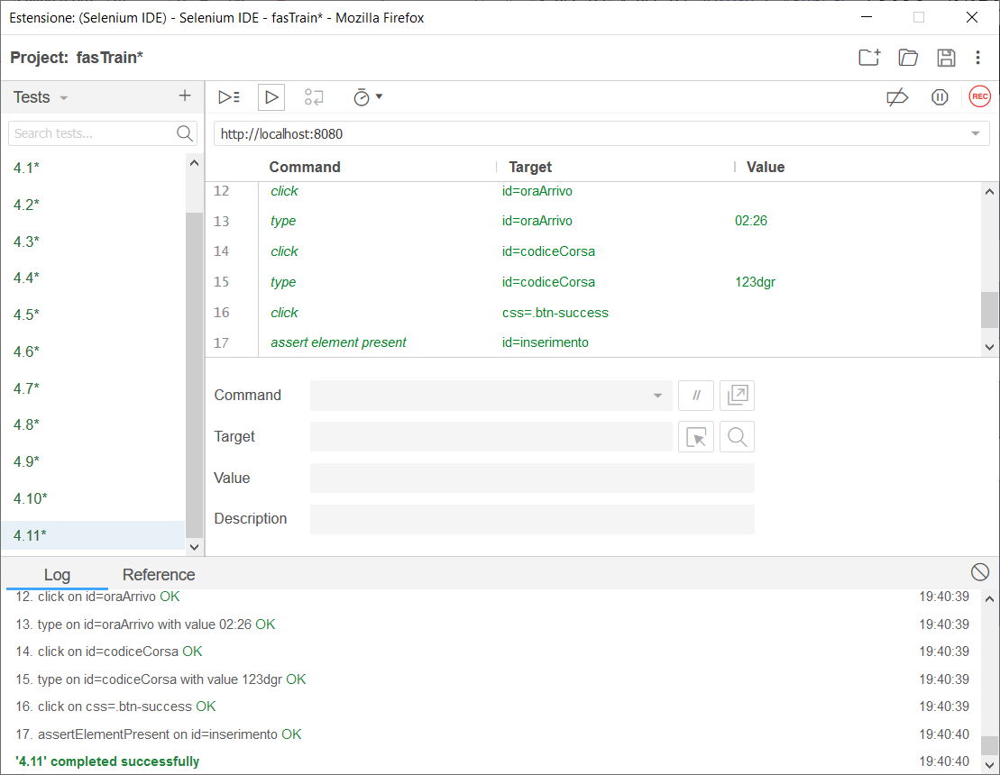 Estensione: (Selenium IDE) - Selenium IDE - fasTrain* - Mozilla Firefox
Project: fasTrain*
Tests
Search tests...
4.1*
4.2*
4.3*
4.4*
4.5*
4.6*
4.7*
4.8*
4.9*
4.10*
4.11*
REC
http://localhost:8080
Command Target Value
12 click id=oraArrivo
13 type id=oraArrivo 02:26
14 click id=codiceCorsa
15 type id=codiceCorsa 123dgr
16 click css=.btn-success
17 assert element present id=inserimento
Command //
Target
Value
Description
Log Reference
12. click on id=oraArrivo OK 19:40:39
13. type on id=oraArrivo with value 02:26 OK 19:40:39
14. click on id=codiceCorsa OK 19:40:39
15. type on id=codiceCorsa with value 123dgr OK 19:40:39
16. click on css=.btn-success OK 19:40:39
17. assertElementPresent on id=inserimento OK 19:40:40
'4.11' completed successfully 19:40:40